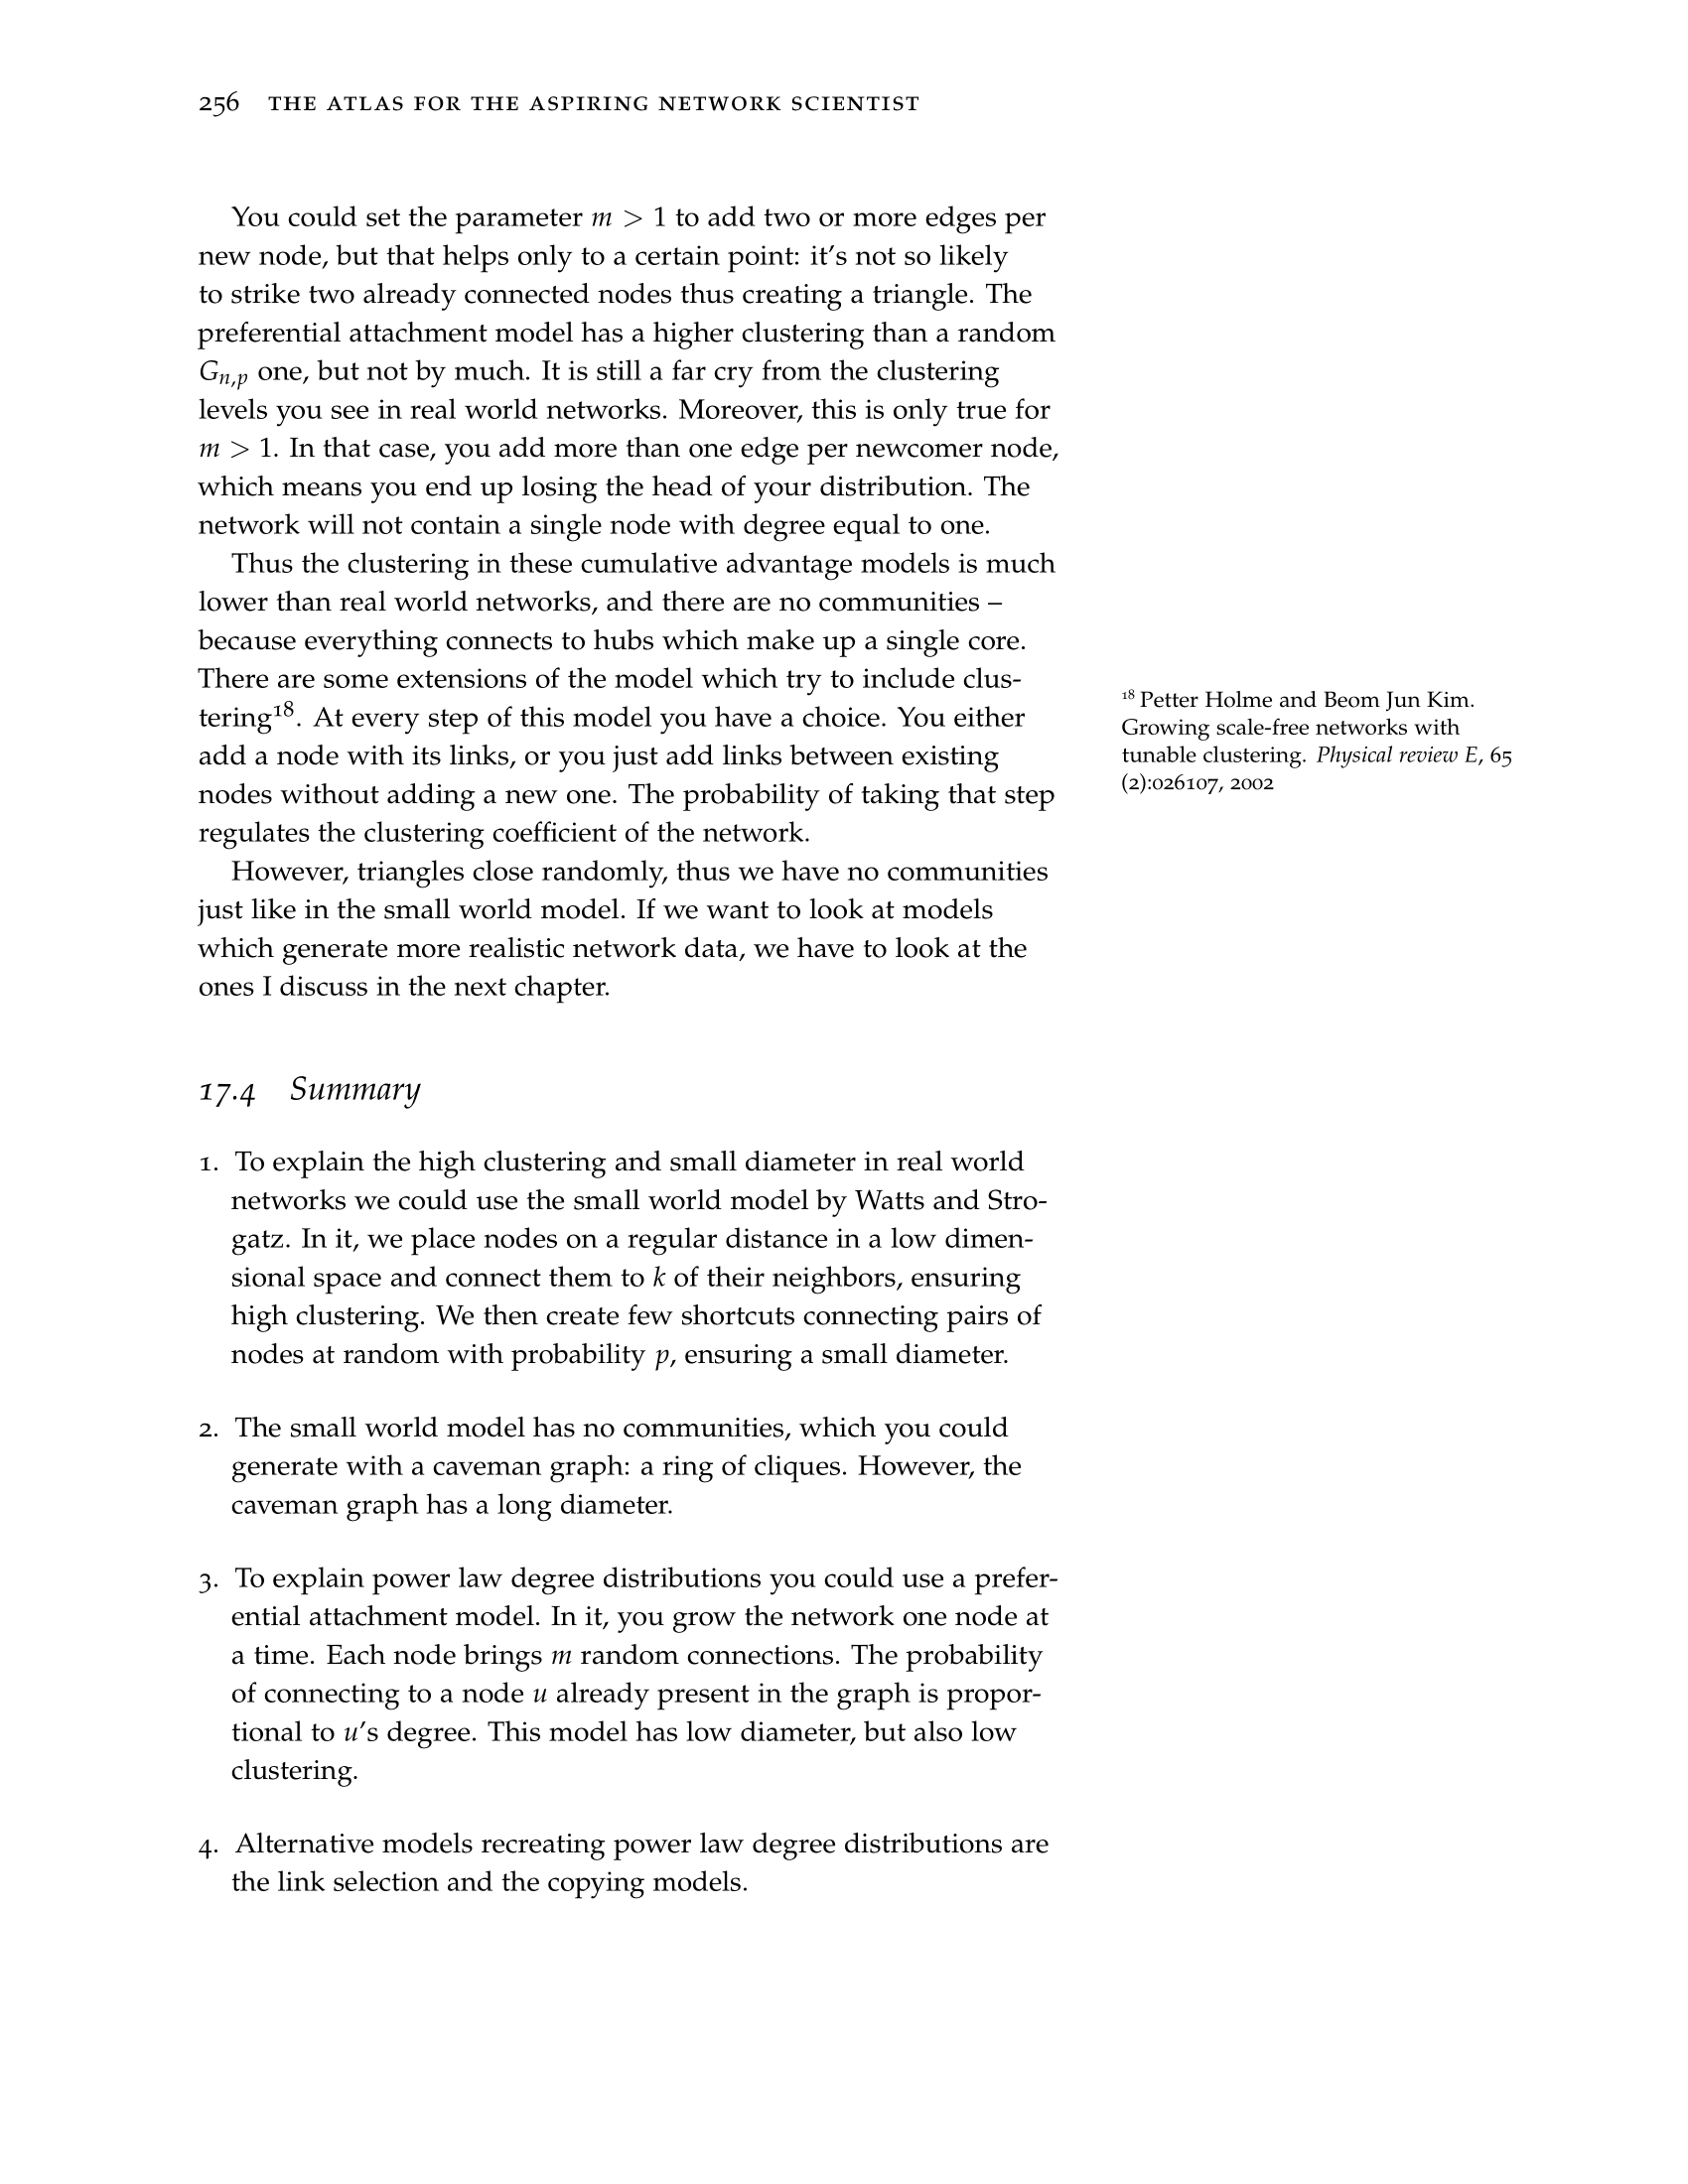 256 THE ATLAS FOR THE ASPIRING NETWORK SCIENTIST
You could set the parameter m > 1 to add two or more edges per
new node, but that helps only to a certain point: it's not so likely
to strike two already connected nodes thus creating a triangle. The
preferential attachment model has a higher clustering than a random
Gn,p one, but not by much. It is still a far cry from the clustering
levels you see in real world networks. Moreover, this is only true for
m > 1. In that case, you add more than one edge per newcomer node,
which means you end up losing the head of your distribution. The
network will not contain a single node with degree equal to one.
Thus the clustering in these cumulative advantage models is much
lower than real world networks, and there are no communities –
because everything connects to hubs which make up a single core.
There are some extensions of the model which try to include clus-
tering18. At every step of this model you have a choice. You either
add a node with its links, or you just add links between existing
nodes without adding a new one. The probability of taking that step
regulates the clustering coefficient of the network.
However, triangles close randomly, thus we have no communities
just like in the small world model. If we want to look at models
which generate more realistic network data, we have to look at the
ones I discuss in the next chapter.
18 Petter Holme and Beom Jun Kim.
Growing scale-free networks with
tunable clustering. Physical review E, 65
(2):026107, 2002
17.4 Summary
1. To explain the high clustering and small diameter in real world
networks we could use the small world model by Watts and Stro-
gatz. In it, we place nodes on a regular distance in a low dimen-
sional space and connect them to k of their neighbors, ensuring
high clustering. We then create few shortcuts connecting pairs of
nodes at random with probability p, ensuring a small diameter.
2. The small world model has no communities, which you could
generate with a caveman graph: a ring of cliques. However, the
caveman graph has a long diameter.
3. To explain power law degree distributions you could use a prefer-
ential attachment model. In it, you grow the network one node at
a time. Each node brings m random connections. The probability
of connecting to a node u already present in the graph is propor-
tional to u's degree. This model has low diameter, but also low
clustering.
4. Alternative models recreating power law degree distributions are
the link selection and the copying models.